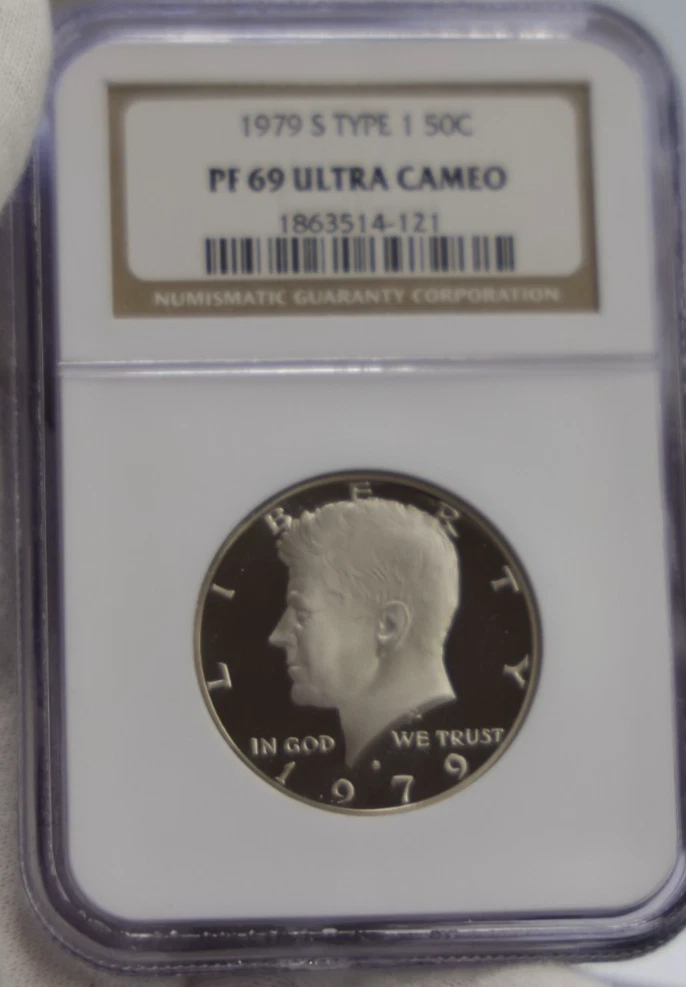 1979 S TYPE 1 50C
PF 69 ULTRA CAMEO
1863514-121
NUMISMATIC GUARANTY CORPORATION
LIBERTY
IN GOD WE TRUST
1979